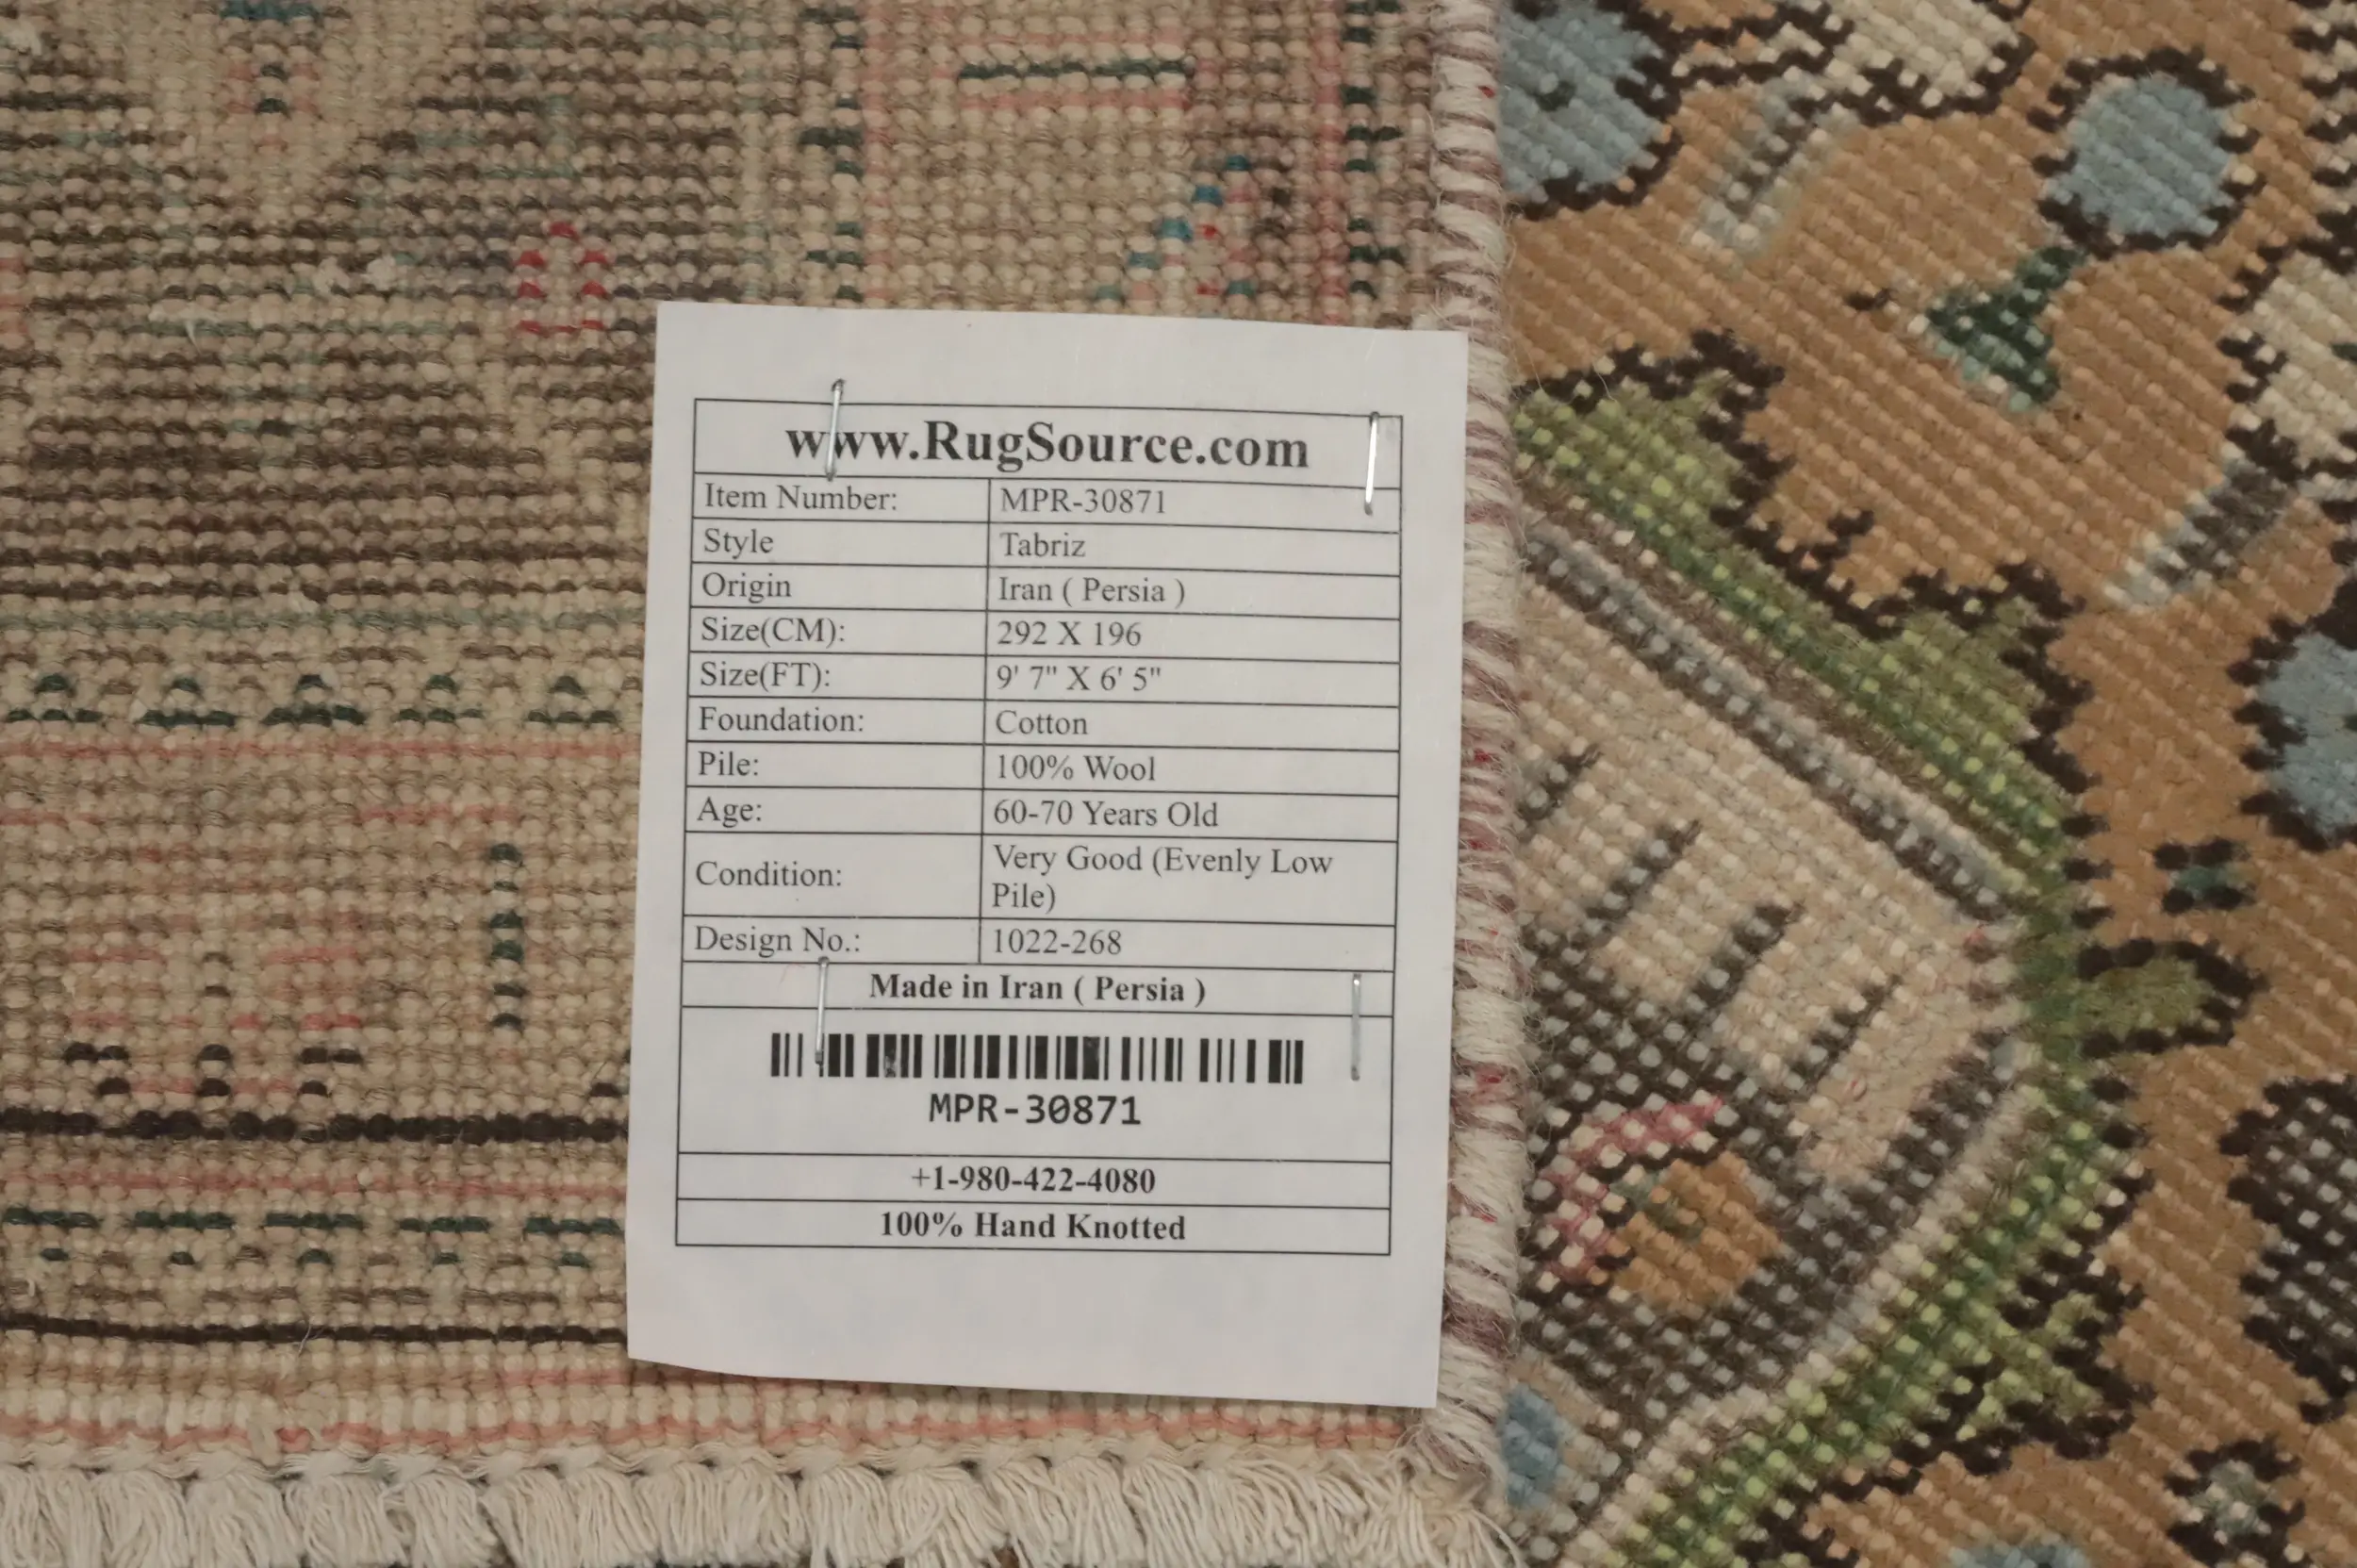 www.RugSource.com
Item Number: MPR-30871
Style Tabriz
Origin Iran ( Persia )
Size(CM): 292 X 196
Size(FT): 9' 7" X 6' 5"
Foundation: Cotton
Pile: 100% Wool
Age: 60-70 Years Old
Condition: Very Good (Evenly Low
Pile)
Design No.: 1022-268
Made in Iran ( Persia )
MPR-30871
+1-980-422-4080
100% Hand Knotted